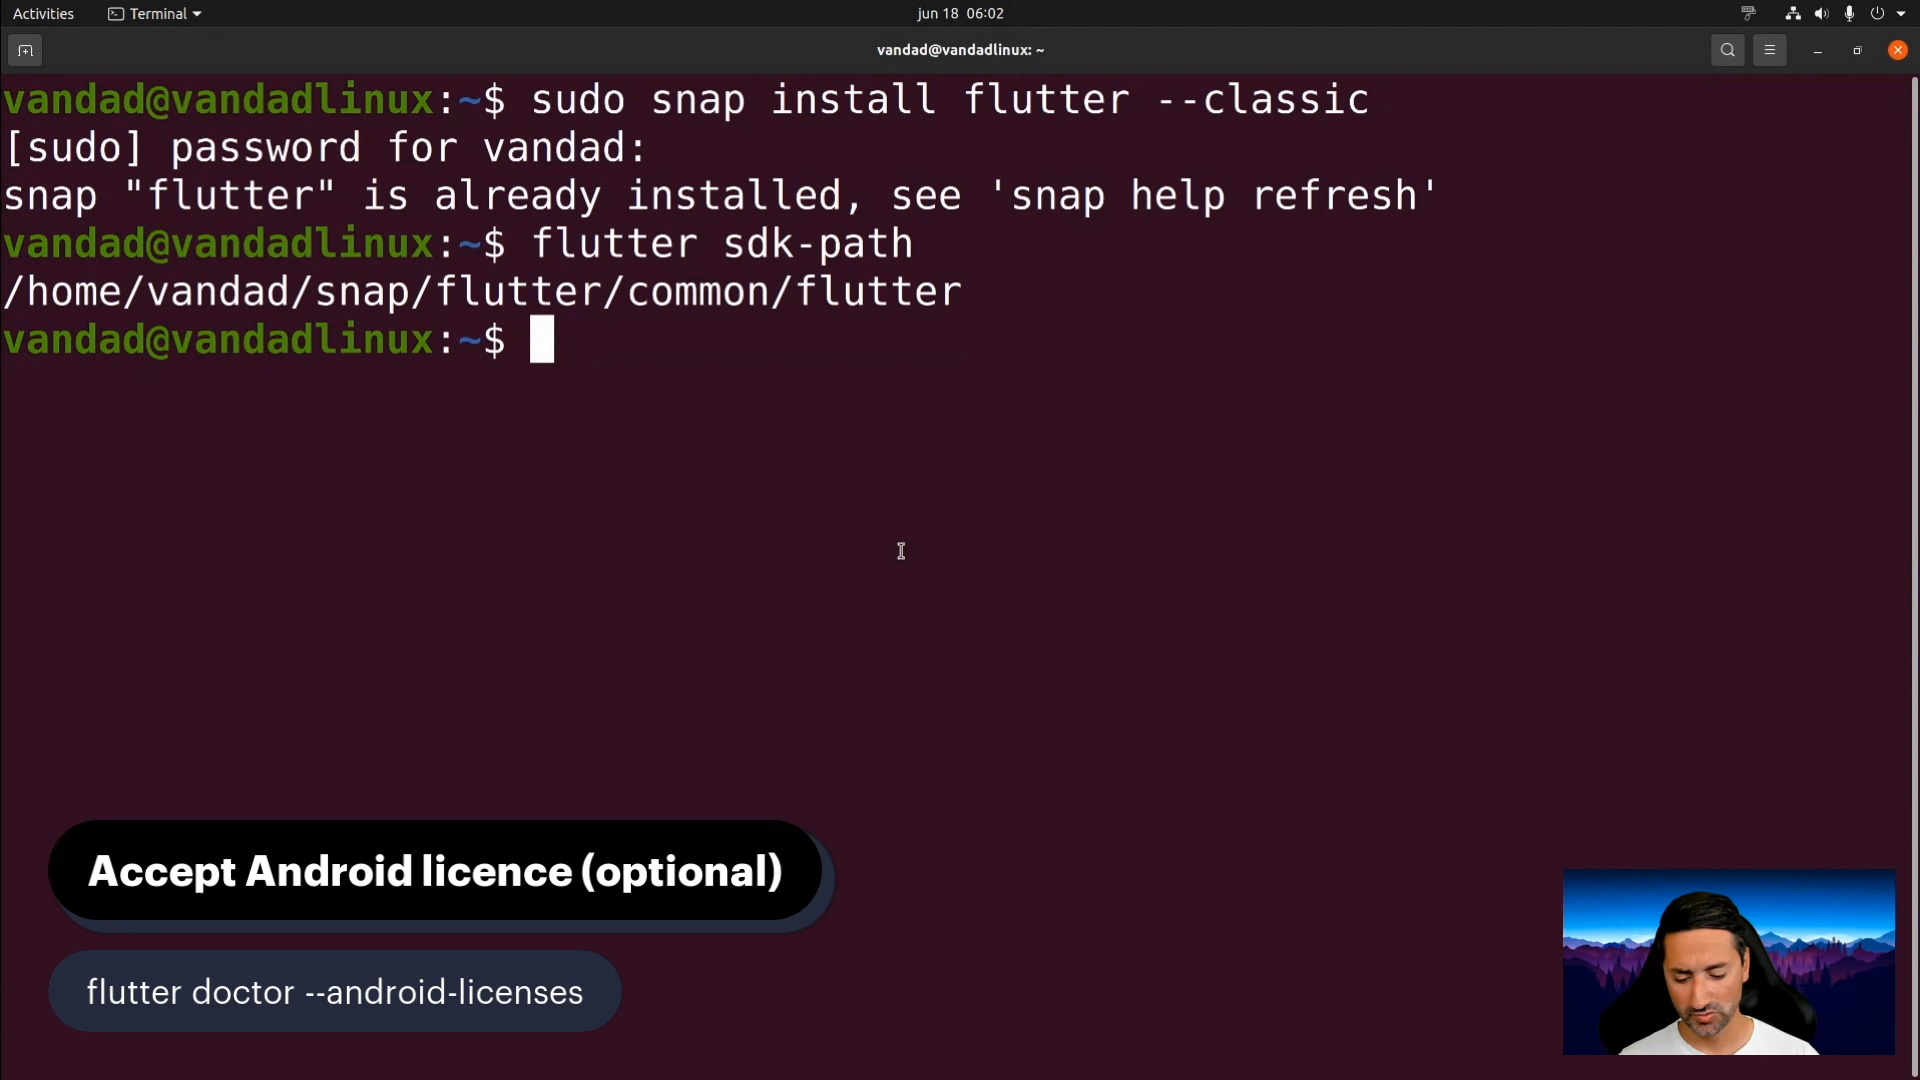 Activities
Terminal
jun 18 06:02
vandad@vandadlinux: ~
vandad@vandadlinux:~$ sudo snap install flutter --classic
[sudo] password for vandad:
snap "flutter" is already installed, see 'snap help refresh'
vandad@vandadlinux:~$ flutter sdk-path
/home/vandad/snap/flutter/common/flutter
vandad@vandadlinux:~$
Accept Android licence (optional)
flutter doctor --android-licenses